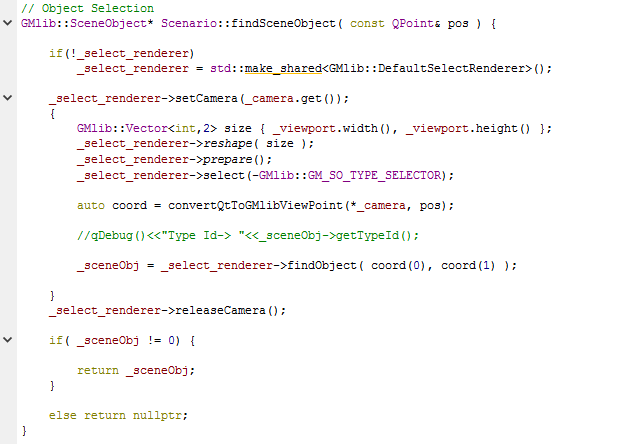 // Object Selection
GMlib::SceneObject* Scenario::findSceneObject( const QPoint& pos ) {
if(!_select_renderer)
_select_renderer = std::make_shared<GMlib::DefaultSelectRenderer>();
_select_renderer->setCamera(_camera.get());
{
GMlib::Vector<int,2> size { _viewport.width(), _viewport.height() };
_select_renderer->reshape( size );
_select_renderer->prepare();
_select_renderer->select(-GMlib::GM_SO_TYPE_SELECTOR);
auto coord = convertQtToGMlibViewPoint(*_camera, pos);
//qDebug()<<"Type Id-> "<<_sceneObj->getTypeId();
_sceneObj = _select_renderer->findObject( coord(0), coord(1) );
}
_select_renderer->releaseCamera();
if( _sceneObj != 0) {
return _sceneObj;
}
else return nullptr;
}